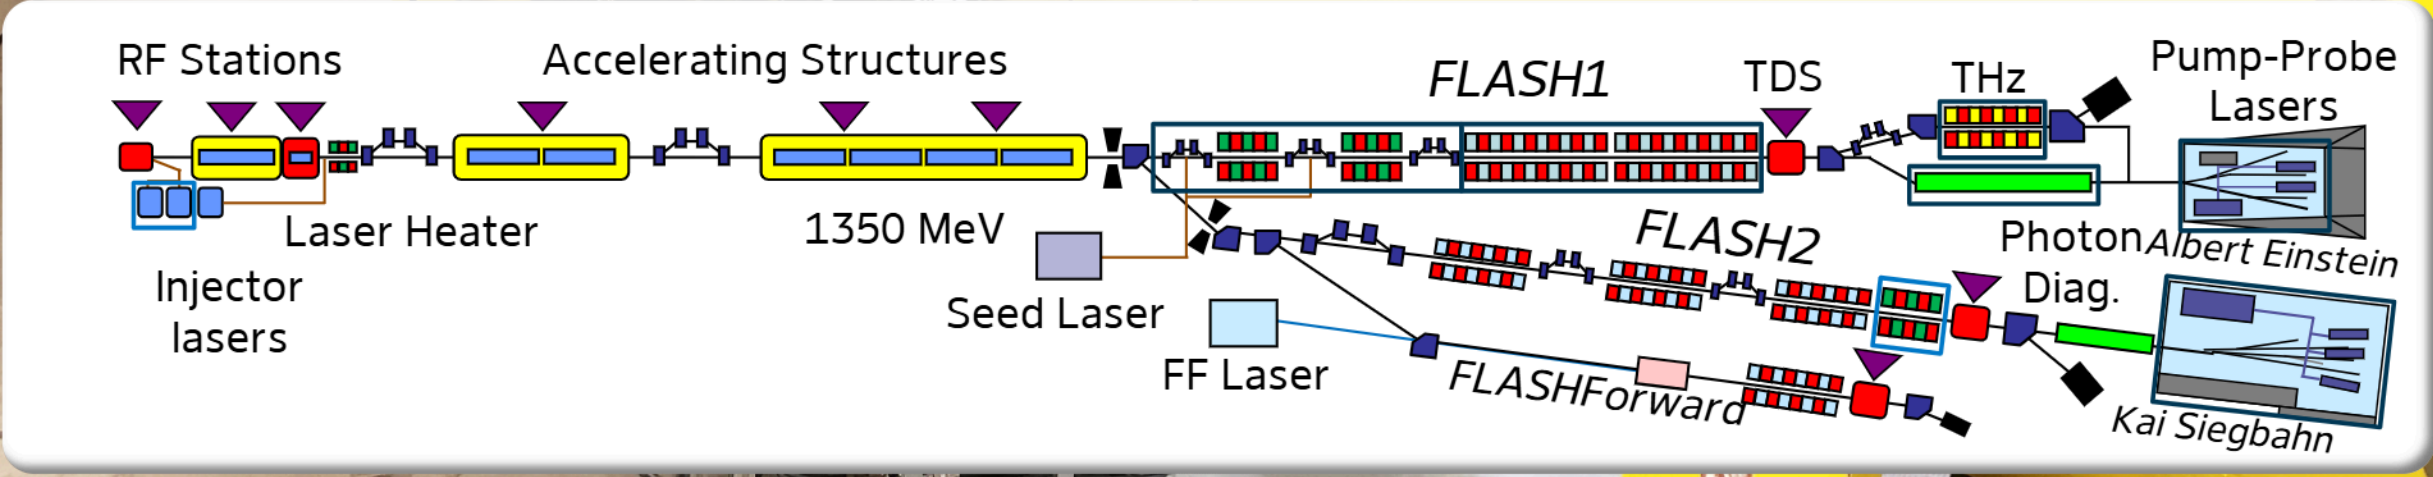 RF Stations
Accelerating Structures
FLASH1
TDS
THz
Pump-Probe
Lasers
Laser Heater
1350 MeV
FLASH2
Photon
Diag.
Albert Einstein
Injector
lasers
Seed Laser
FF Laser
FLASHForward
Kai Siegbahn